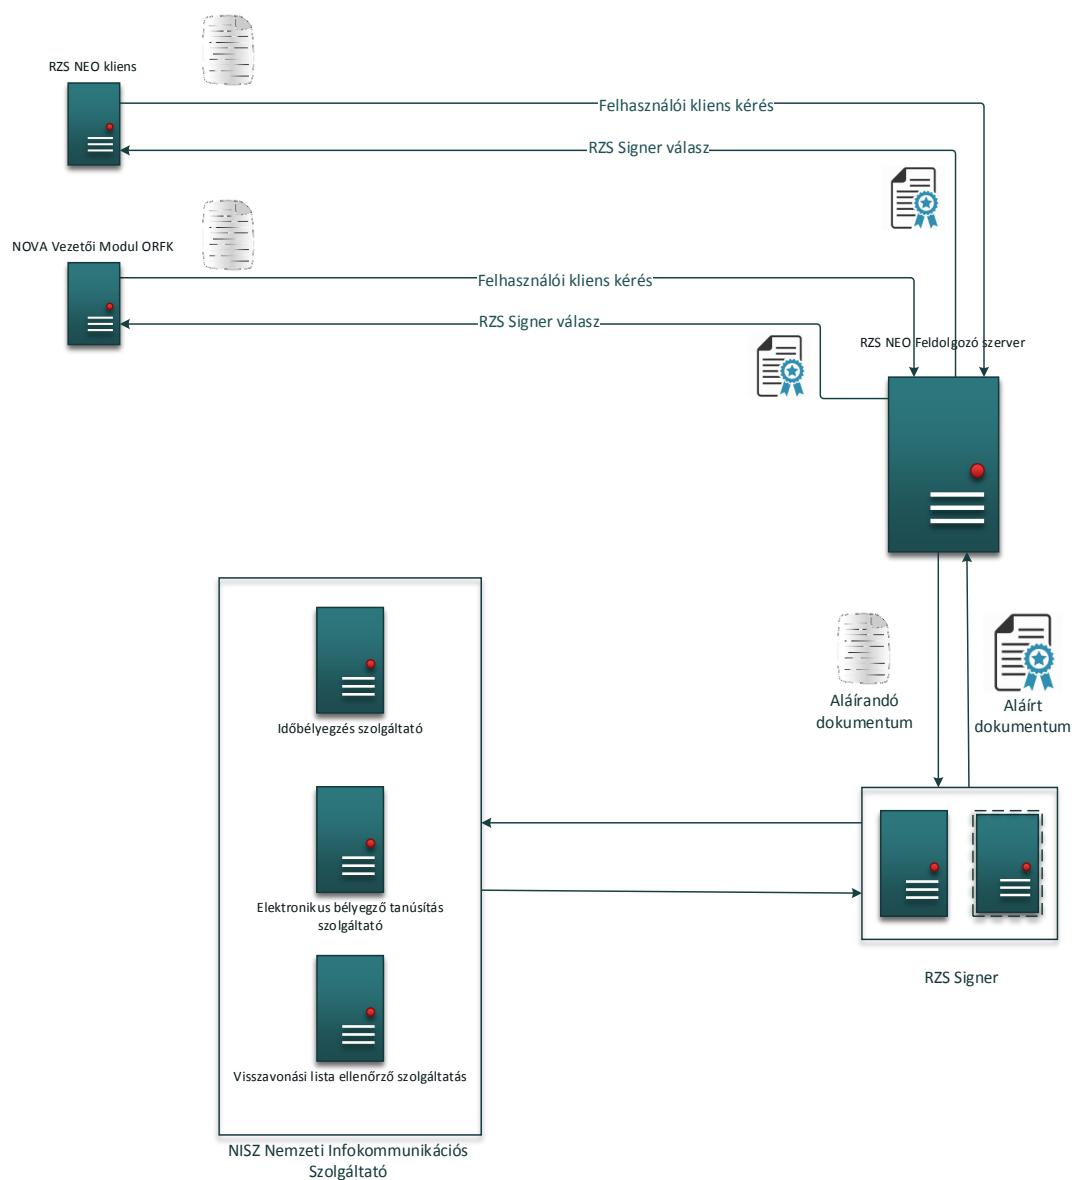 RZS NEO kliens
Felhasználói kliens kérés
RZS Signer válasz
NOVA Vezetői Modul ORFK
Felhasználói kliens kérés
RZS Signer válasz
RZS NEO Feldolgozó szerver
Aláírandó
dokumentum
Aláírt
dokumentum
Időbélyegzés szolgáltató
Elektronikus bélyegző tanúsítás
szolgáltató
RZS Signer
Visszavonási lista ellenőrző szolgáltatás
NISZ Nemzeti Infokommunikációs
Szolgáltató